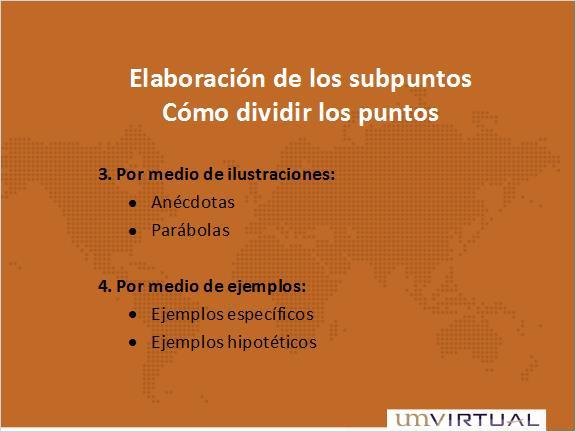 Elaboración de los subpuntos
Cómo dividir los puntos
3. Por medio de ilustraciones:
● Anécdotas
● Parábolas
4. Por medio de ejemplos:
● Ejemplos específicos
● Ejemplos hipotéticos
umVIRTUAL